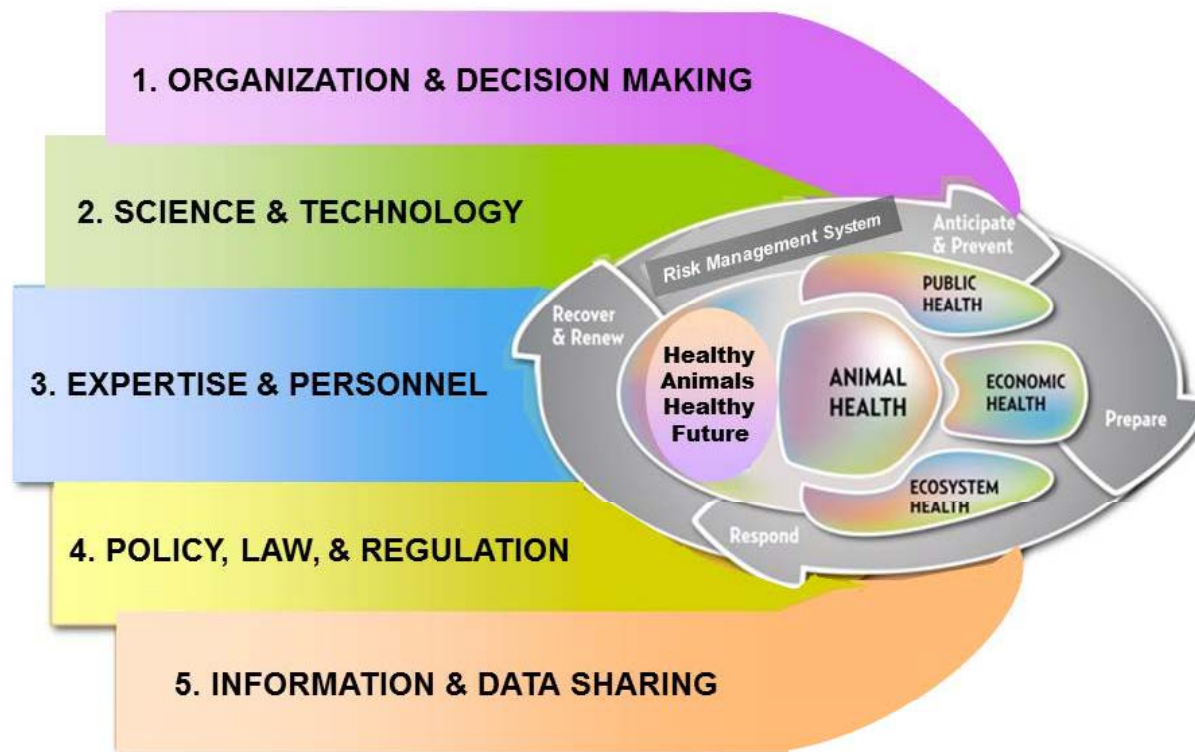 1. ORGANIZATION & DECISION MAKING
2. SCIENCE & TECHNOLOGY
3. EXPERTISE & PERSONNEL
4. POLICY, LAW, & REGULATION
5. INFORMATION & DATA SHARING
Risk Management System
Anticipate
& Prevent
Recover
& Renew
PUBLIC
HEALTH
Healthy
Animals
Healthy
Future
ANIMAL
HEALTH
ECONOMIC
HEALTH
Prepare
ECOSYSTEM
HEALTH
Respond